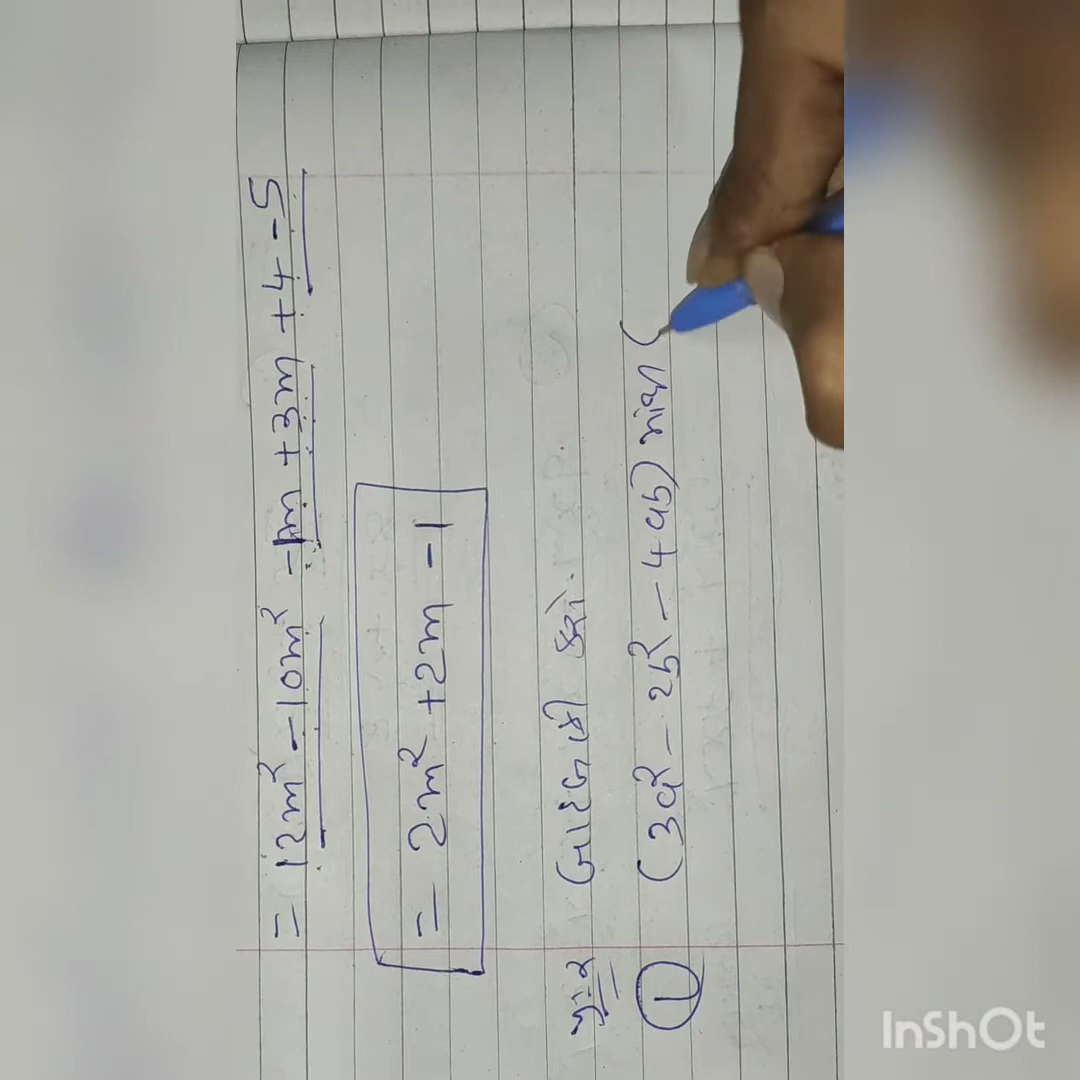 = 12m² - 10m² - m + 3m + 4 - 5
= 2m² + 2m - 1
પ્ર-૨ બાદબાકી કરો.
① (3a² - 2b² - 4ab) માંથી (
InShOt